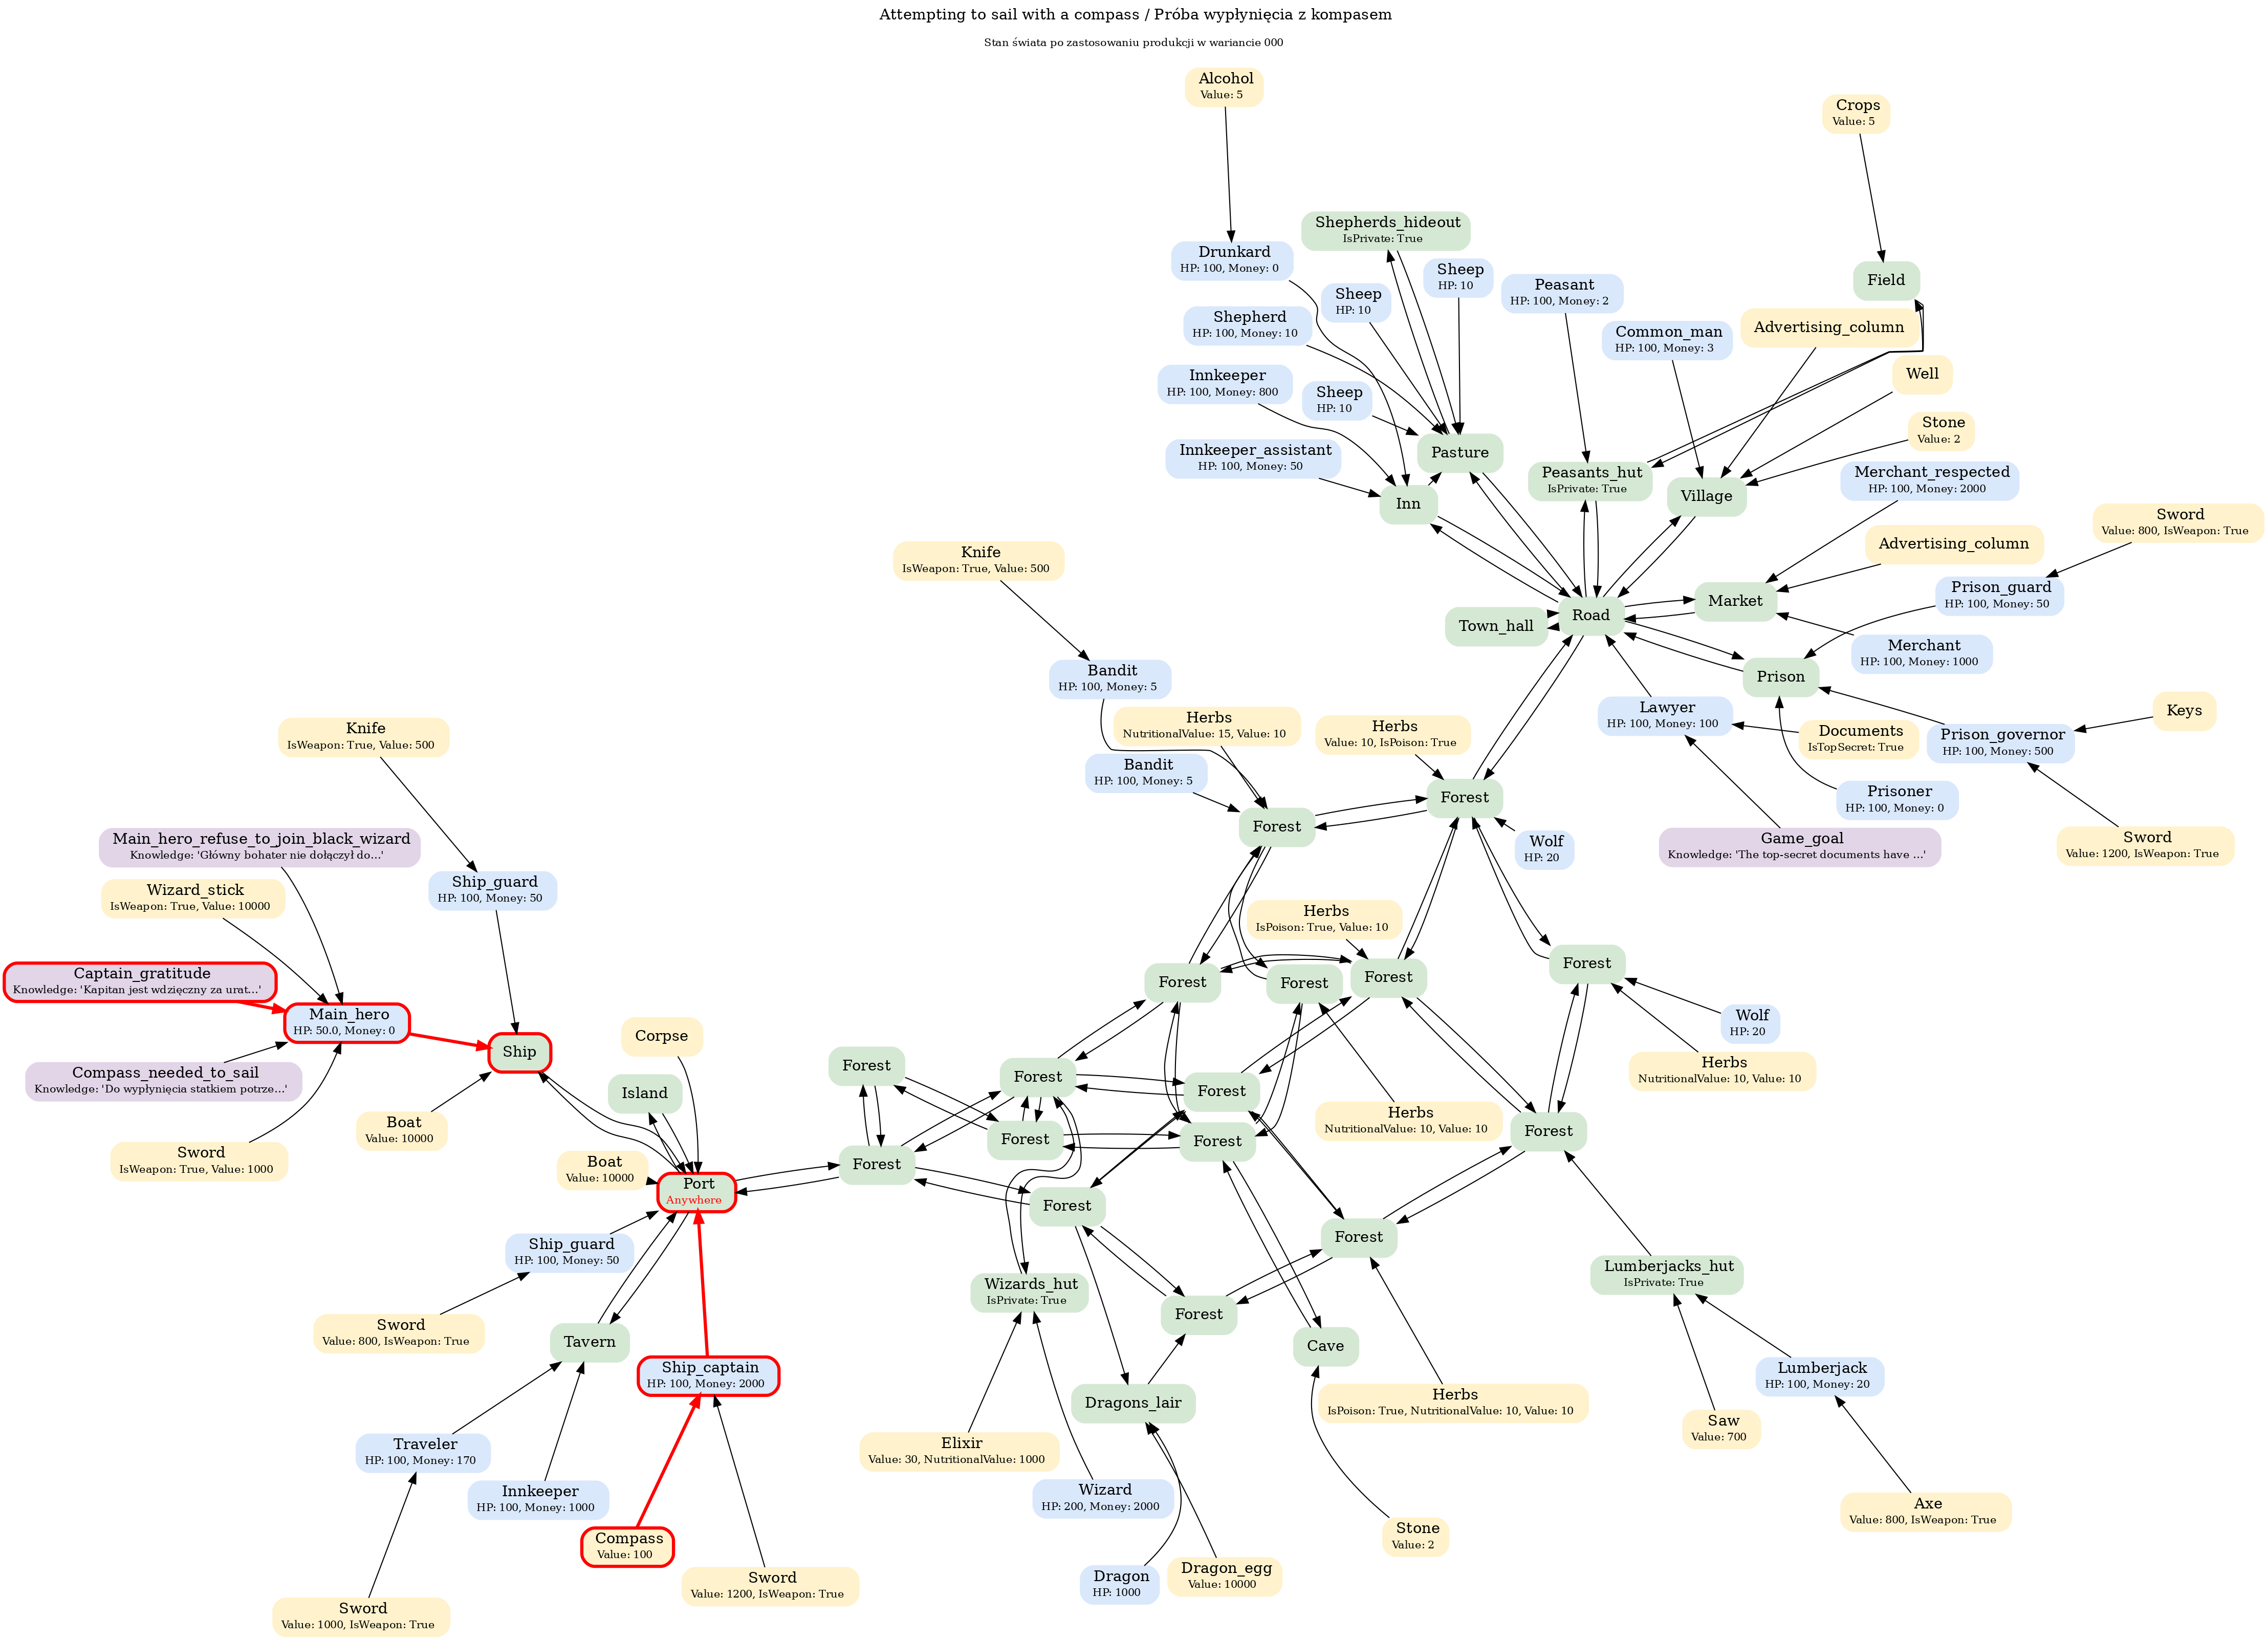 Attempting to sail with a compass / Próba wypłynięcia z kompasem
Stan świata po zastosowaniu produkcji w wariancie 000
Alcohol
Value: 5
Crops
Value: 5
Shepherds_hideout
IsPrivate: True
Drunkard
HP: 100, Money: 0
Sheep
HP: 10
Field
Peasant
HP: 100, Money: 2
Sheep
HP: 10
Shepherd
HP: 100, Money: 10
Common_man
HP: 100, Money: 3
Advertising_column
Innkeeper
HP: 100, Money: 800
Sheep
HP: 10
Well
Stone
Value: 2
Innkeeper_assistant
HP: 100, Money: 50
Pasture
Peasants_hut
IsPrivate: True
Merchant_respected
HP: 100, Money: 2000
Inn
Village
Sword
Value: 800, IsWeapon: True
Knife
IsWeapon: True, Value: 500
Advertising_column
Prison_guard
HP: 100, Money: 50
Market
Road
Town_hall
Merchant
HP: 100, Money: 1000
Bandit
HP: 100, Money: 5
Prison
Keys
Lawyer
HP: 100, Money: 100
Herbs
NutritionalValue: 15, Value: 10
Herbs
Value: 10, IsPoison: True
Documents
IsTopSecret: True
Prison_governor
HP: 100, Money: 500
Knife
IsWeapon: True, Value: 500
Bandit
HP: 100, Money: 5
Forest
Prisoner
HP: 100, Money: 0
Forest
Wolf
HP: 20
Game_goal
Knowledge: 'The top-secret documents have ...'
Sword
Value: 1200, IsWeapon: True
Main_hero_refuse_to_join_black_wizard
Knowledge: 'Główny bohater nie dołączył do...'
Ship_guard
HP: 100, Money: 50
Wizard_stick
IsWeapon: True, Value: 10000
Herbs
IsPoison: True, Value: 10
Forest
Captain_gratitude
Knowledge: 'Kapitan jest wdzięczny za urat...'
Forest
Forest
Forest
Main_hero
HP: 50.0, Money: 0
Wolf
HP: 20
Corpse
Ship
Compass_needed_to_sail
Knowledge: 'Do wypłynięcia statkiem potrze...'
Forest
Forest
Forest
Herbs
NutritionalValue: 10, Value: 10
Island
Herbs
NutritionalValue: 10, Value: 10
Boat
Value: 10000
Forest
Forest
Forest
Sword
IsWeapon: True, Value: 1000
Boat
Value: 10000
Forest
Port
Anywhere
Forest
Forest
Ship_guard
HP: 100, Money: 50
Wizards_hut
IsPrivate: True
Lumberjacks_hut
IsPrivate: True
Forest
Sword
Value: 800, IsWeapon: True
Tavern
Cave
Ship_captain
HP: 100, Money: 2000
Lumberjack
HP: 100, Money: 20
Dragons_lair
Herbs
IsPoison: True, NutritionalValue: 10, Value: 10
Saw
Value: 700
Traveler
HP: 100, Money: 170
Elixir
Value: 30, NutritionalValue: 1000
Innkeeper
HP: 100, Money: 1000
Wizard
HP: 200, Money: 2000
Axe
Value: 800, IsWeapon: True
Stone
Value: 2
Compass
Value: 100
Sword
Value: 1200, IsWeapon: True
Dragon
HP: 1000
Dragon_egg
Value: 10000
Sword
Value: 1000, IsWeapon: True